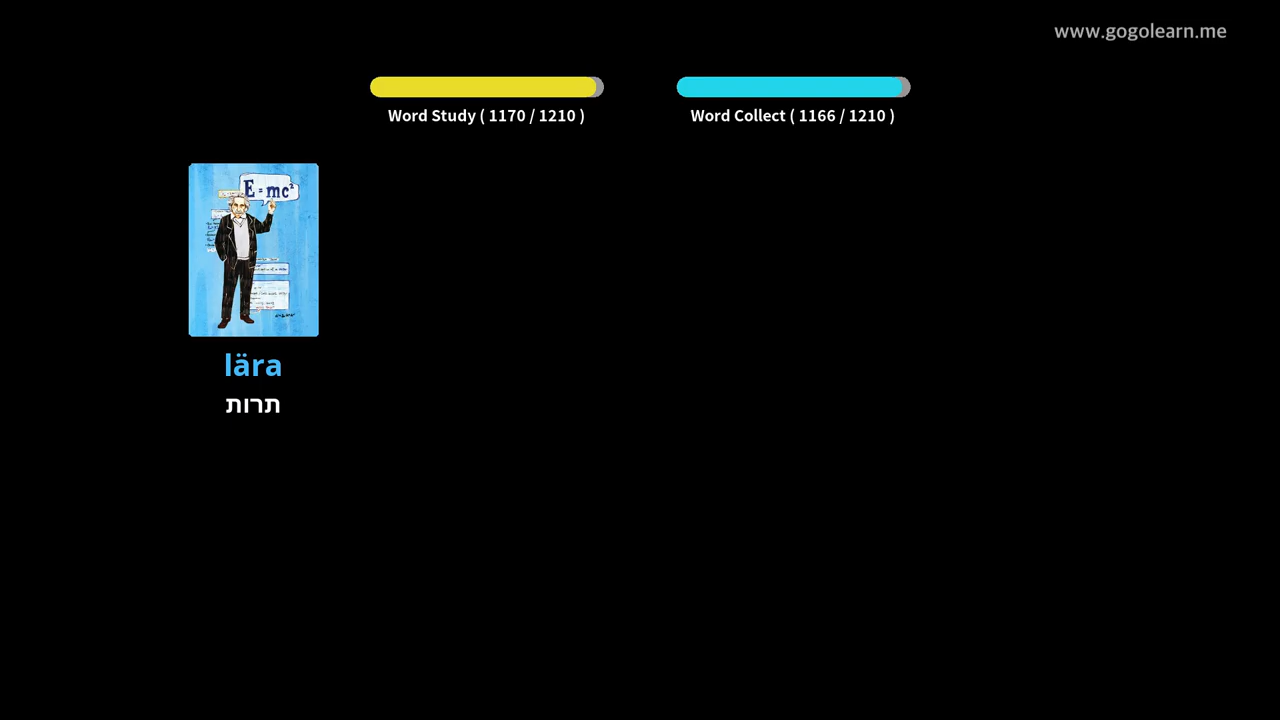 www.gogolearn.me
Word Study ( 1170 / 1210 )
Word Collect ( 1166 / 1210 )
E = mc²
lära
תרות